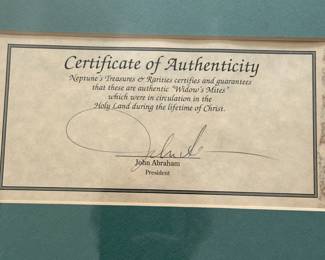 Certificate of Authenticity
Neptune's Treasures & Rarities certifies and guarantees
that these are authentic "Widow's Mites"
which were in circulation in the
Holy Land during the lifetime of Christ.
John Abraham
President